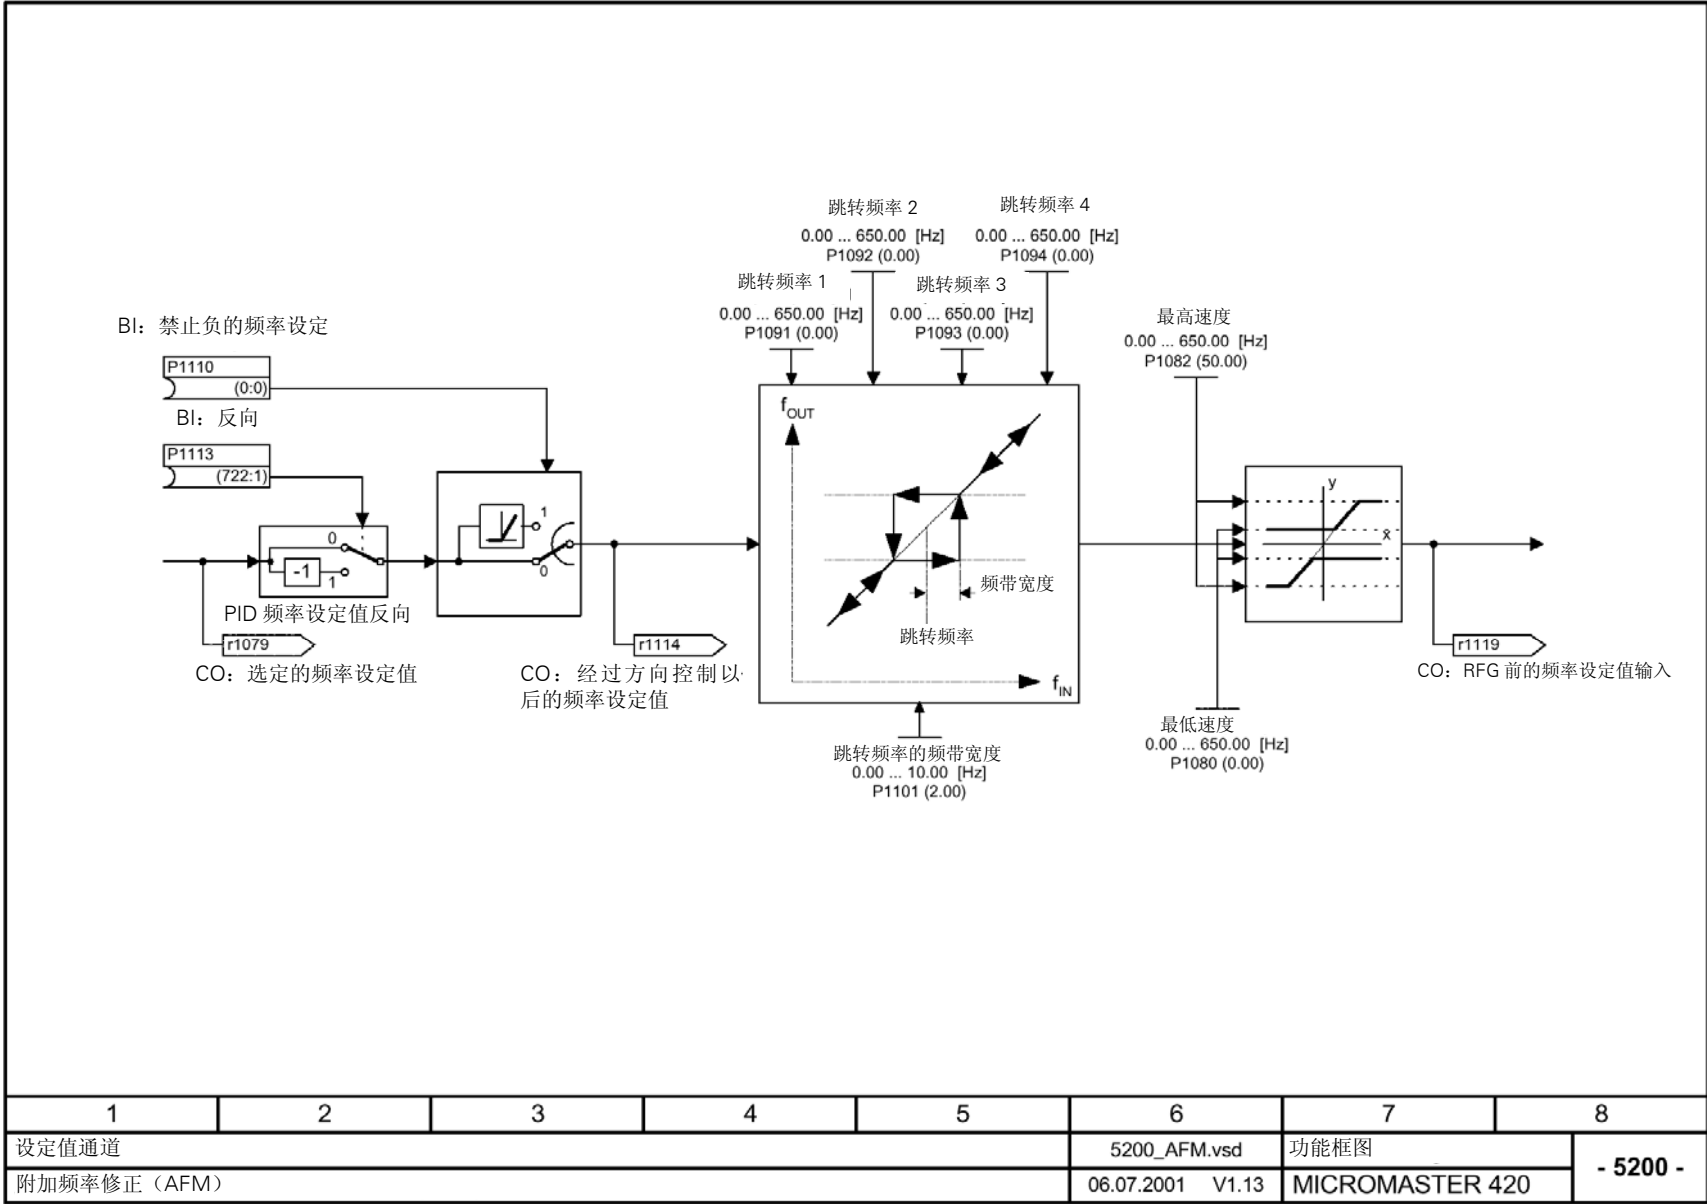 跳转频率 2
0.00 ... 650.00 [Hz]
P1092 (0.00)
跳转频率 4
0.00 ... 650.00 [Hz]
P1094 (0.00)
跳转频率 1
0.00 ... 650.00 [Hz]
P1091 (0.00)
跳转频率 3
0.00 ... 650.00 [Hz]
P1093 (0.00)
最高速度
0.00 ... 650.00 [Hz]
P1082 (50.00)
BI：禁止负的频率设定
P1110
(0:0)
BI：反向
P1113
(722:1)
0
-1
1
PID 频率设定值反向
1
0
r1079
CO：选定的频率设定值
r1114
CO：经过方向控制以
后的频率设定值
fOUT
频带宽度
跳转频率
fIN
跳转频率的频带宽度
0.00 ... 10.00 [Hz]
P1101 (2.00)
y
x
最低速度
0.00 ... 650.00 [Hz]
P1080 (0.00)
r1119
CO：RFG 前的频率设定值输入
1 2 3 4 5 6 7 8
设定值通道 5200_AFM.vsd 功能框图
- 5200 -
附加频率修正（AFM） 06.07.2001 V1.13 MICROMASTER 420